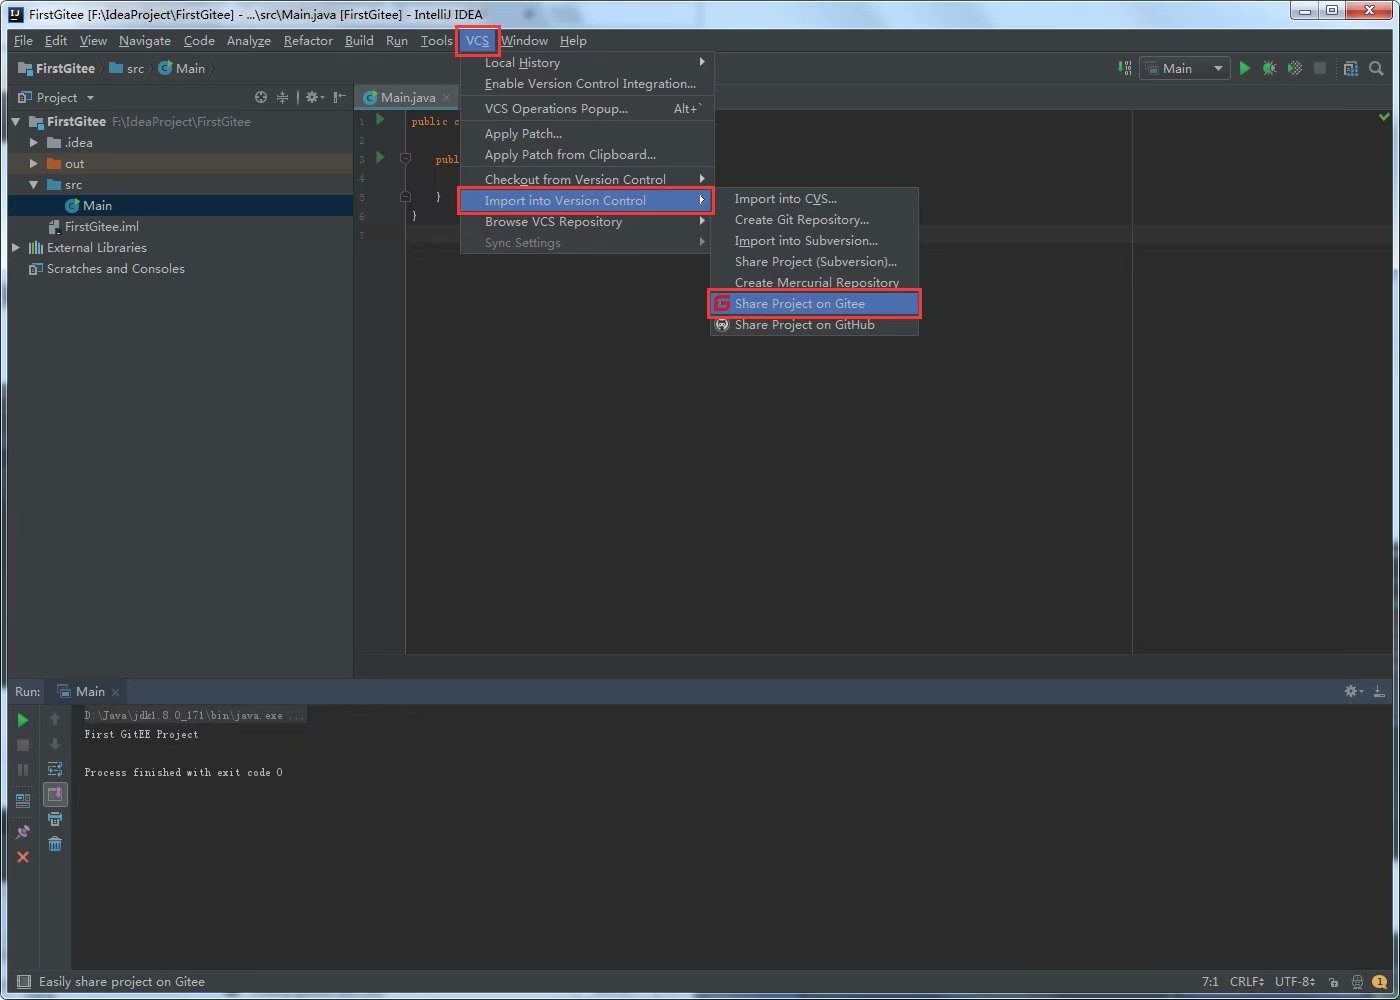 FirstGitee [F:\IdeaProject\FirstGitee] - ...\src\Main.java [FirstGitee] - IntelliJ IDEA
File Edit View Navigate Code Analyze Refactor Build Run Tools VCS Window Help
FirstGitee src Main
Main
Project
Main.java
Local History
Enable Version Control Integration...
VCS Operations Popup... Alt+`
Apply Patch...
Apply Patch from Clipboard...
Checkout from Version Control
Import into Version Control
Browse VCS Repository
Sync Settings
Import into CVS...
Create Git Repository...
Import into Subversion...
Share Project (Subversion)...
Create Mercurial Repository
Share Project on Gitee
Share Project on GitHub
FirstGitee F:\IdeaProject\FirstGitee
.idea
out
src
Main
FirstGitee.iml
External Libraries
Scratches and Consoles
1 public c
2
3 publ
4
5 }
6 }
7
Run: Main
D:\Java\jdk1.8.0_171\bin\java.exe ...
First GitEE Project
Process finished with exit code 0
Easily share project on Gitee
7:1 CRLF UTF-8 1